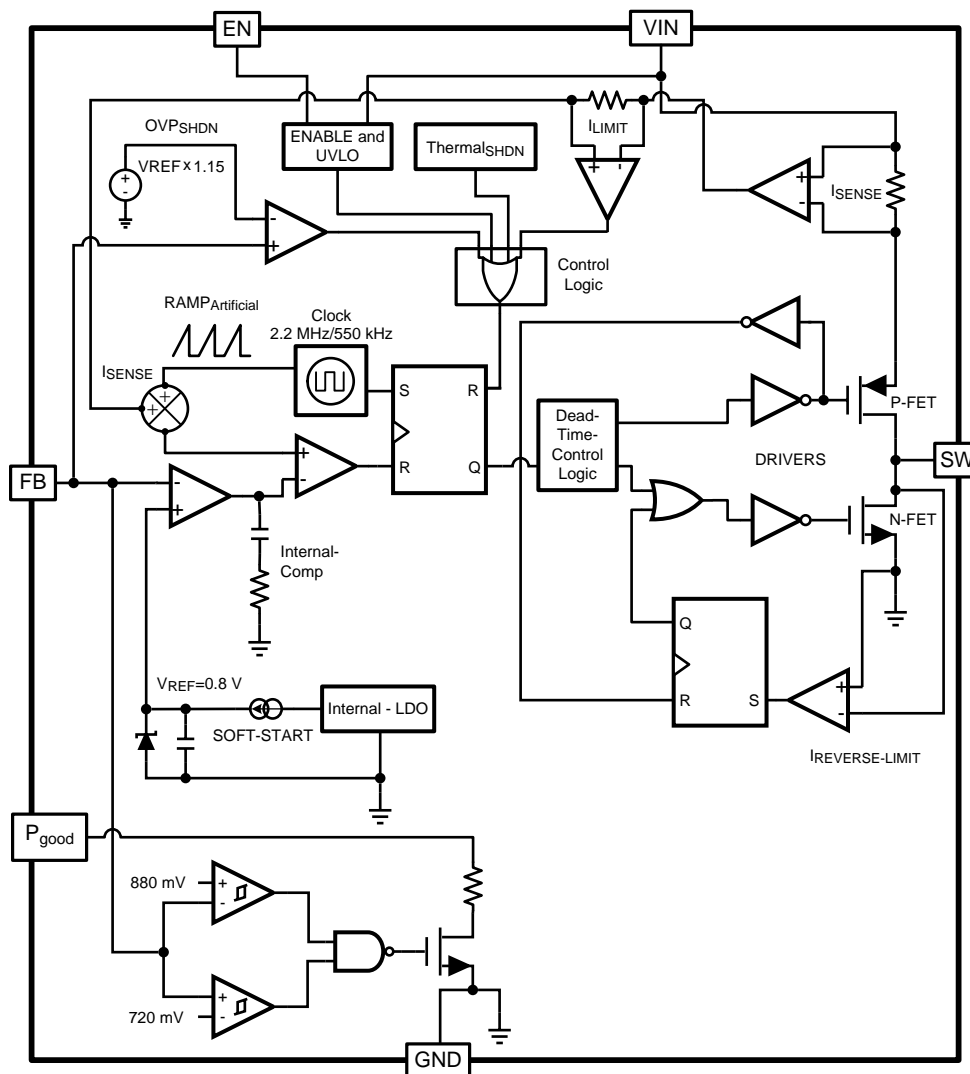 EN
VIN
OVPSHDN
VREF x 1.15
+
-
ENABLE and
UVLO
ThermalSHDN
ILIMIT
+
-
+
-
ISENSE
-
+
Control
Logic
RAMPArtificial
Clock
2.2 MHz/550 kHz
ISENSE
+
+
S
R
R
Q
Dead-
Time-
Control
Logic
P-FET
DRIVERS
SW
N-FET
FB
-
+
+
-
Internal-
Comp
Q
R
S
+
-
IREVERSE-LIMIT
VREF=0.8 V
Internal - LDO
SOFT-START
Pgood
880 mV
+
-
+
-
720 mV
GND